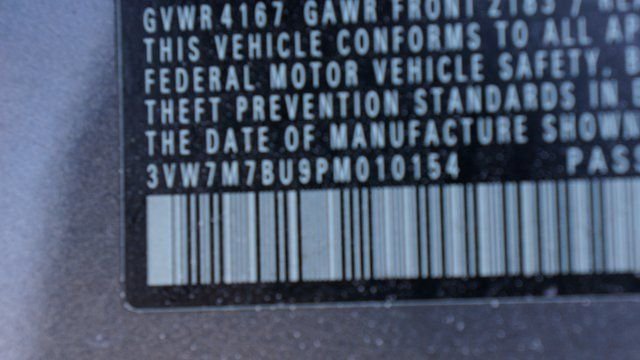 GVWR 4167 GAWR FRONT 2183 /
THIS VEHICLE CONFORMS TO ALL
FEDERAL MOTOR VEHICLE SAFETY,
THEFT PREVENTION STANDARDS IN
THE DATE OF MANUFACTURE SHOWN
3VW7M7BU9PM010154 PASS